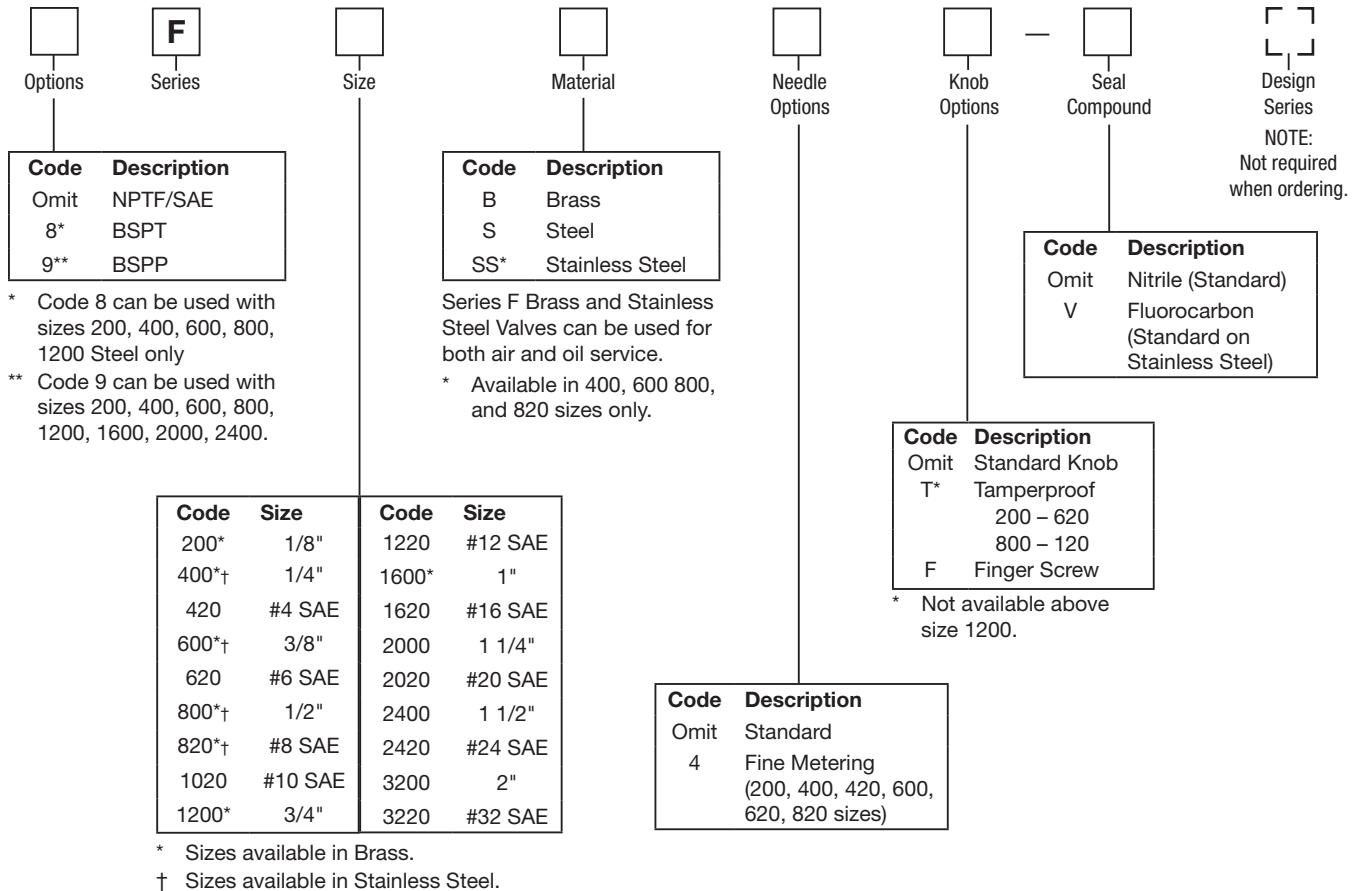 F
—
Options
Series
Size
Material
Needle
Options
Knob
Options
Seal
Compound
Design
Series
NOTE:
Not required
when ordering.
Code Description
Omit NPTF/SAE
8* BSPT
9** BSPP
* Code 8 can be used with
sizes 200, 400, 600, 800,
1200 Steel only
** Code 9 can be used with
sizes 200, 400, 600, 800,
1200, 1600, 2000, 2400.
Code Description
B Brass
S Steel
SS* Stainless Steel
Series F Brass and Stainless
Steel Valves can be used for
both air and oil service.
* Available in 400, 600 800,
and 820 sizes only.
Code Description
Omit Nitrile (Standard)
V Fluorocarbon
(Standard on
Stainless Steel)
Code Description
Omit Standard Knob
T* Tamperproof
200 – 620
800 – 120
F Finger Screw
* Not available above
size 1200.
Code Size Code Size
200* 1/8" 1220 #12 SAE
400*† 1/4" 1600* 1"
420 #4 SAE 1620 #16 SAE
600*† 3/8" 2000 1 1/4"
620 #6 SAE 2020 #20 SAE
800*† 1/2" 2400 1 1/2"
820*† #8 SAE 2420 #24 SAE
1020 #10 SAE 3200 2"
1200* 3/4" 3220 #32 SAE
* Sizes available in Brass.
† Sizes available in Stainless Steel.
Code Description
Omit Standard
4 Fine Metering
(200, 400, 420, 600,
620, 820 sizes)